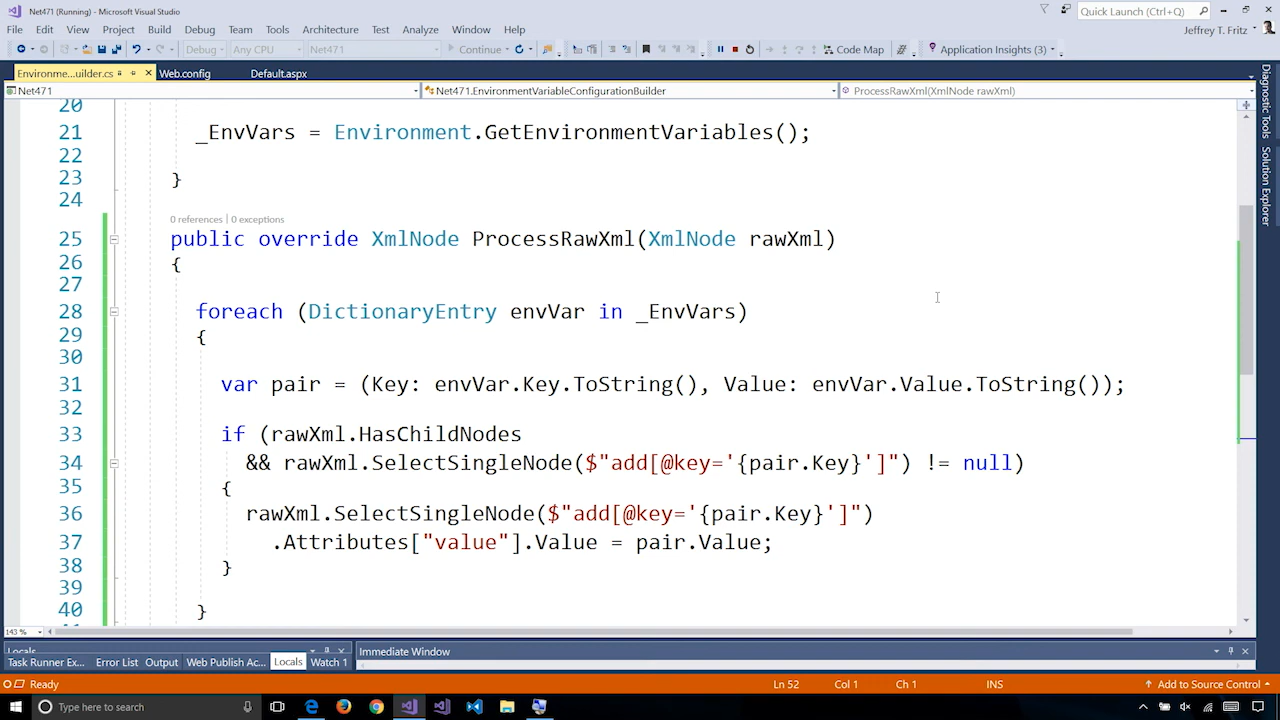 Net471 (Running) - Microsoft Visual Studio
Quick Launch (Ctrl+Q)
File Edit View Project Build Debug Team Tools Architecture Test Analyze Window Help
Jeffrey T. Fritz
Debug Any CPU Net471 Continue Code Map Application Insights (3)
Environme...uilder.cs Web.config Default.aspx
Net471 Net471.EnvironmentVariableConfigurationBuilder ProcessRawXml(XmlNode rawXml)
20
21 _EnvVars = Environment.GetEnvironmentVariables();
22
23 }
24
0 references | 0 exceptions
25 public override XmlNode ProcessRawXml(XmlNode rawXml)
26 {
27
28 foreach (DictionaryEntry envVar in _EnvVars)
29 {
30
31 var pair = (Key: envVar.Key.ToString(), Value: envVar.Value.ToString());
32
33 if (rawXml.HasChildNodes
34 && rawXml.SelectSingleNode($"add[@key='{pair.Key}']") != null)
35 {
36 rawXml.SelectSingleNode($"add[@key='{pair.Key}']")
37 .Attributes["value"].Value = pair.Value;
38 }
39
40 }
Diagnostic Tools
Solution Explorer
143 %
Locals Immediate Window
Task Runner Ex... Error List Output Web Publish Ac... Locals Watch 1
Ready Ln 52 Col 1 Ch 1 INS Add to Source Control
Type here to search